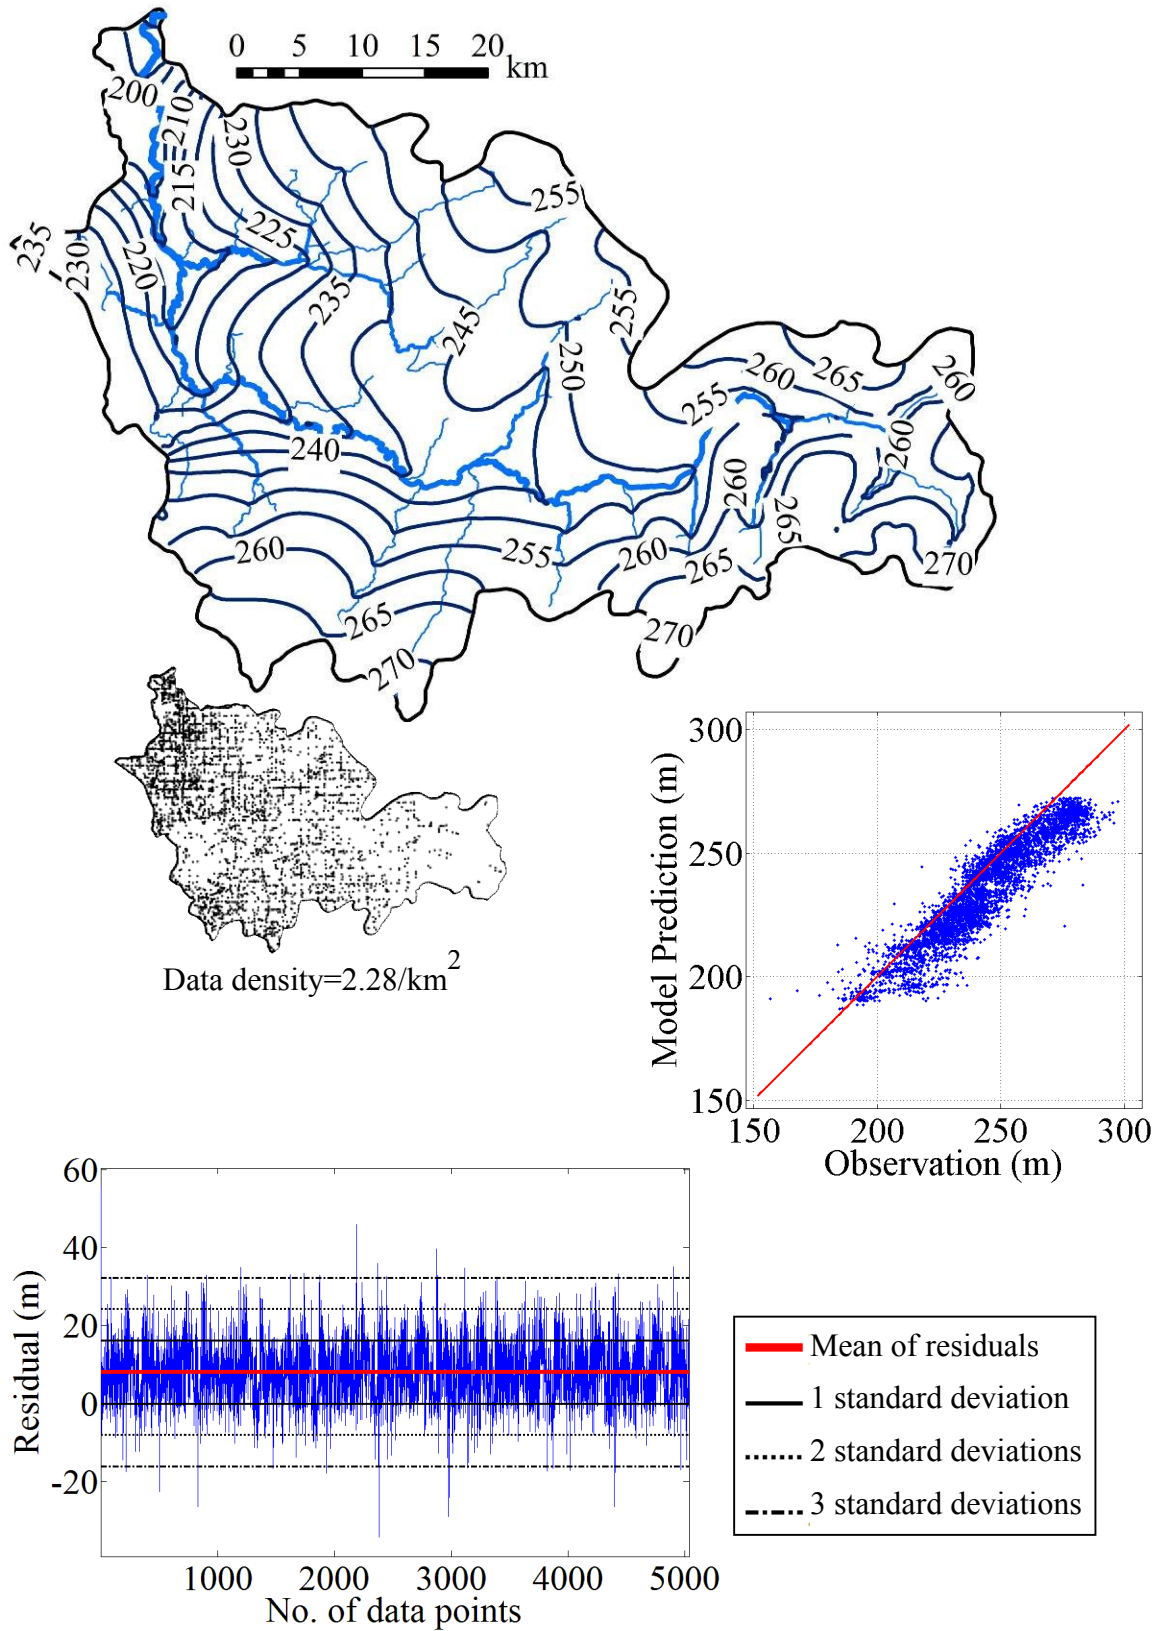 0 5 10 15 20
km
200
210
230
215
225
255
235
230
220
235
245
255
250
260
265
260
255
240
260
260
265
260
255
260
265
270
265
270
270
Data density=2.28/km2
300
250
200
150
Model Prediction (m)
150 200 250 300
Observation (m)
60
40
20
0
-20
Residual (m)
1000 2000 3000 4000 5000
No. of data points
Mean of residuals
1 standard deviation
2 standard deviations
3 standard deviations